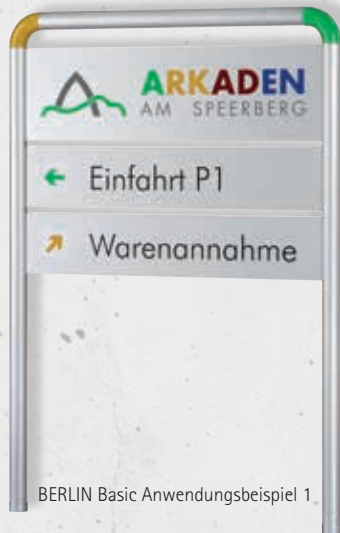 ARKADEN
AM SPEERBERG
Einfahrt P1
Warenannahme
BERLIN Basic Anwendungsbeispiel 1